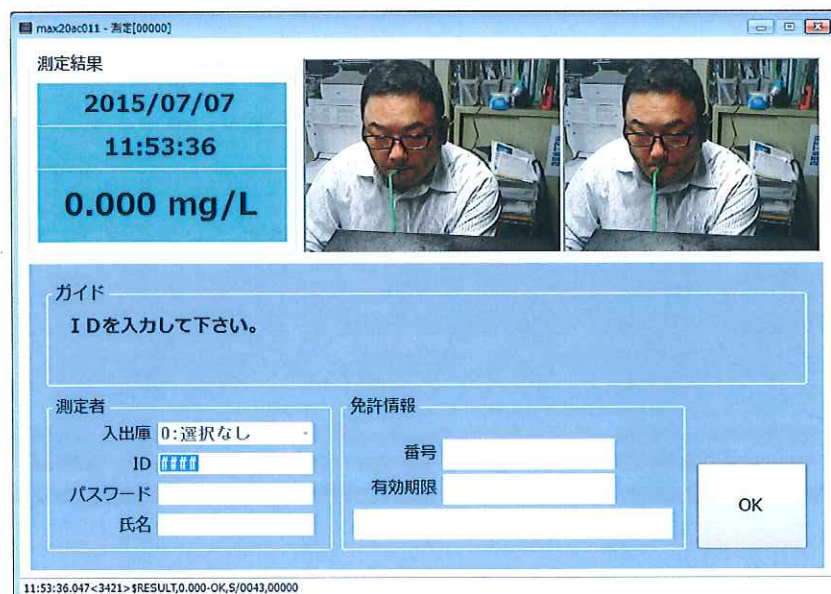 max20ac011 - 測定[00000]
測定結果
2015/07/07
11:53:36
0.000 mg/L
ガイド
IDを入力して下さい。
測定者
入出庫 0:選択なし
ID ####
パスワード
氏名
免許情報
番号
有効期限
OK
11:53:36.047<3421>$RESULT,0.000-OK,S/0043,00000